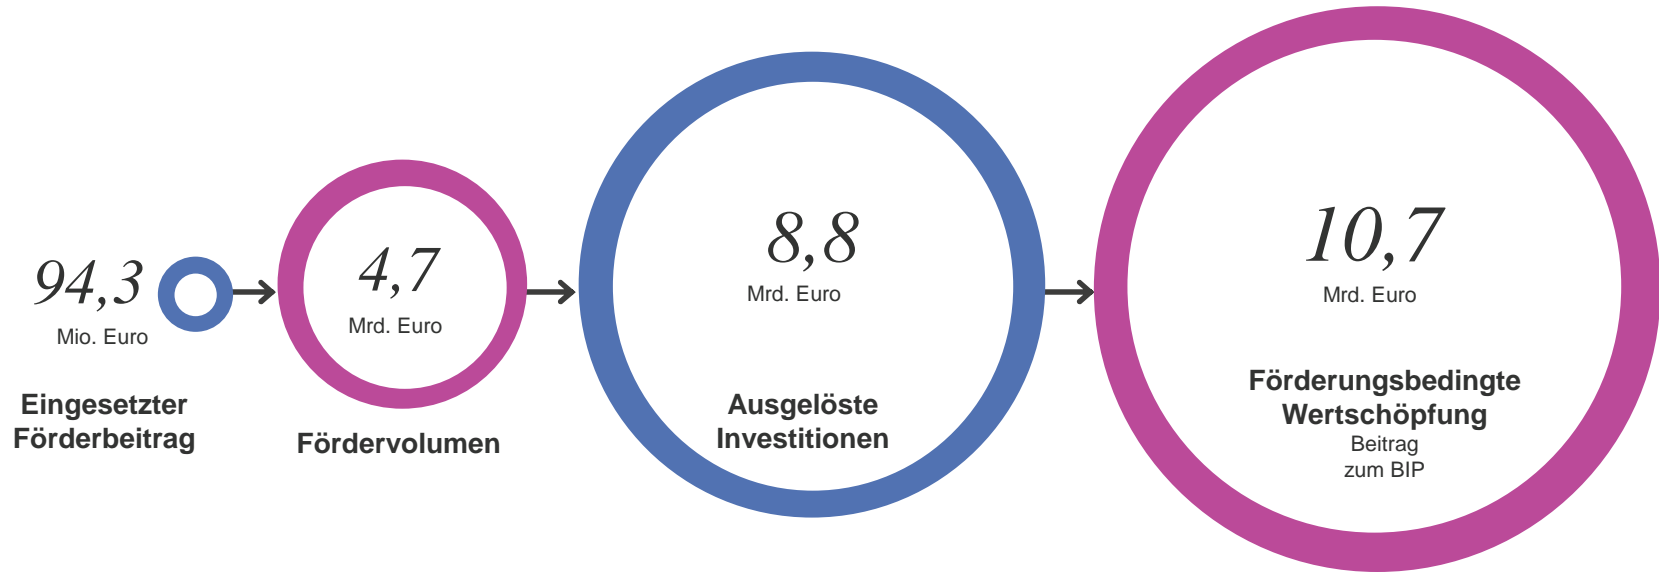 94,3
Mio. Euro
Eingesetzter
Förderbeitrag
4,7
Mrd. Euro
Fördervolumen
8,8
Mrd. Euro
Ausgelöste
Investitionen
10,7
Mrd. Euro
Förderungsbedingte
Wertschöpfung
Beitrag
zum BIP